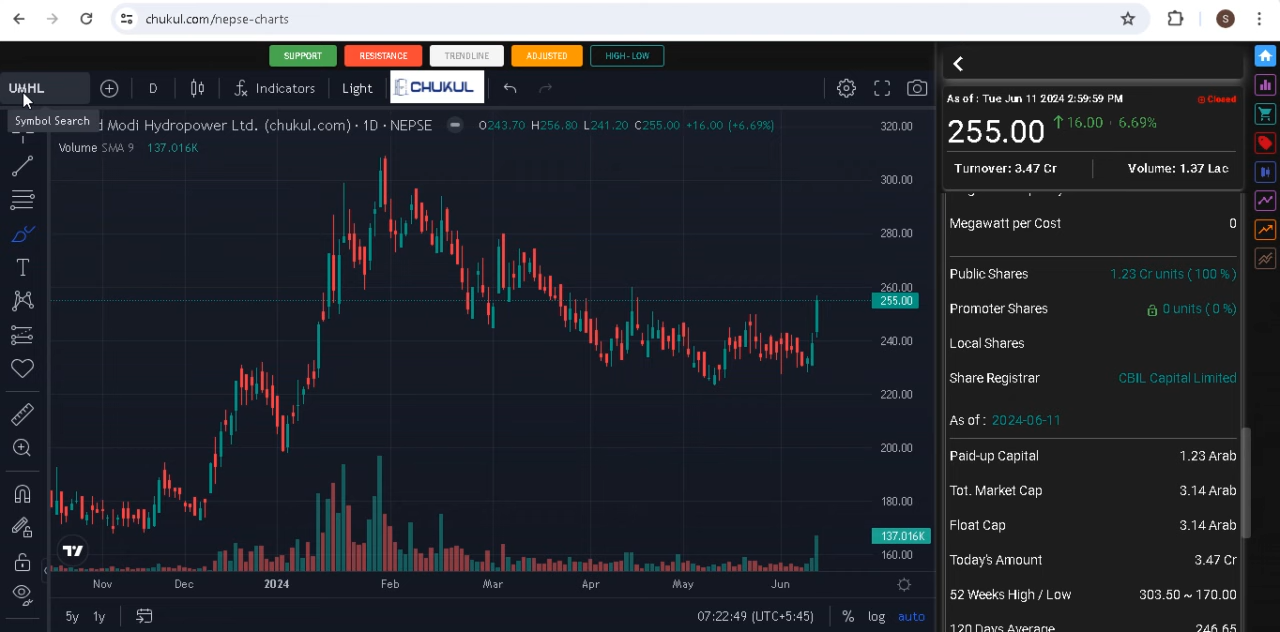 chukul.com/nepse-charts
S
SUPPORT
RESISTANCE
TRENDLINE
ADJUSTED
HIGH-LOW
UMHL
D
Indicators
Light
CHUKUL
Symbol Search
d Modi Hydropower Ltd. (chukul.com) · 1D · NEPSE
O243.70 H256.80 L241.20 C255.00 +16.00 (+6.69%)
Volume SMA 9 137.016K
320.00
300.00
280.00
260.00
255.00
240.00
220.00
200.00
180.00
137.016K
160.00
Nov Dec 2024 Feb Mar Apr May Jun
5y 1y
07:22:49 (UTC+5:45)
% log auto
As of : Tue Jun 11 2024 2:59:59 PM
Closed
255.00 ↑16.00 · 6.69%
Turnover: 3.47 Cr
Volume: 1.37 Lac
Megawatt per Cost 0
Public Shares 1.23 Cr units ( 100 % )
Promoter Shares 0 units ( 0 %)
Local Shares
Share Registrar CBIL Capital Limited
As of : 2024-06-11
Paid-up Capital 1.23 Arab
Tot. Market Cap 3.14 Arab
Float Cap 3.14 Arab
Today's Amount 3.47 Cr
52 Weeks High / Low 303.50 ~ 170.00
120 Days Average 246.65